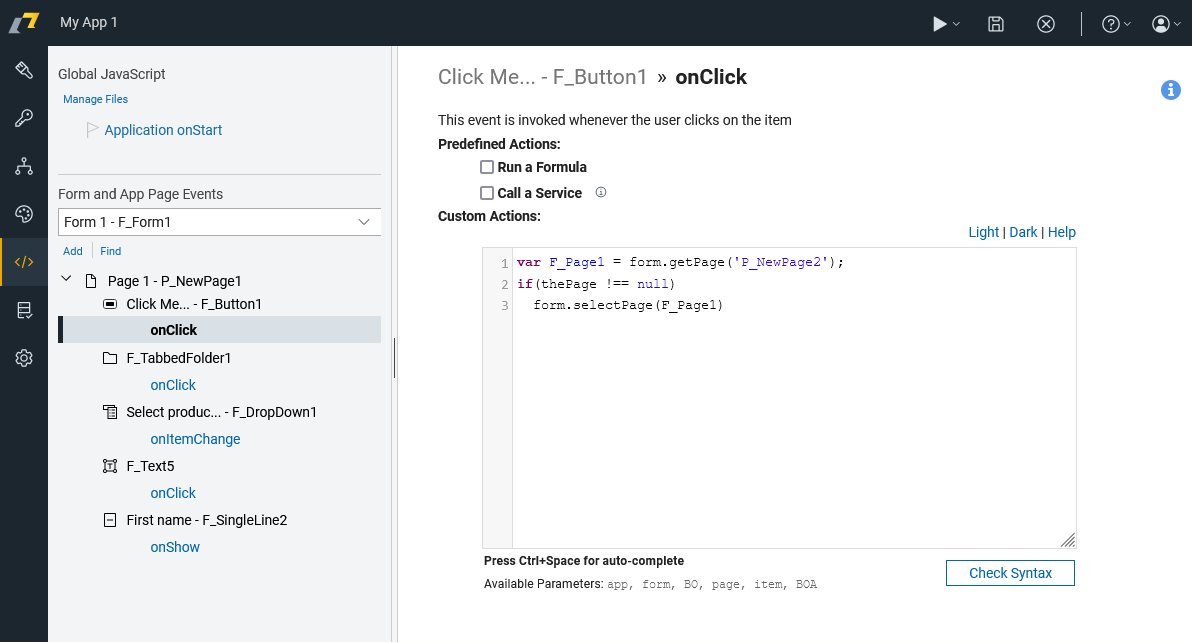 My App 1
Global JavaScript
Manage Files
Application onStart
Form and App Page Events
Form 1 - F_Form1
Add
Find
Page 1 - P_NewPage1
Click Me... - F_Button1
onClick
F_TabbedFolder1
onClick
Select produc... - F_DropDown1
onItemChange
F_Text5
onClick
First name - F_SingleLine2
onShow
Click Me... - F_Button1 » onClick
This event is invoked whenever the user clicks on the item
Predefined Actions:
Run a Formula
Call a Service
Custom Actions:
Light | Dark | Help
1 var F_Page1 = form.getPage('P_NewPage2');
2 if(thePage !== null)
3 form.selectPage(F_Page1)
Press Ctrl+Space for auto-complete
Available Parameters: app, form, BO, page, item, BOA
Check Syntax